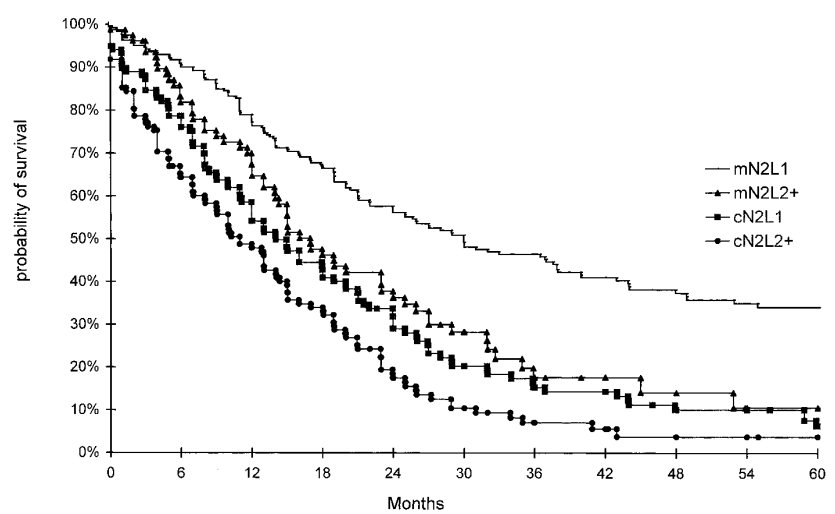 100%
90%
80%
70%
60%
50%
40%
30%
20%
10%
0%
probability of survival
mN2L1
mN2L2+
cN2L1
cN2L2+
0 6 12 18 24 30 36 42 48 54 60
Months